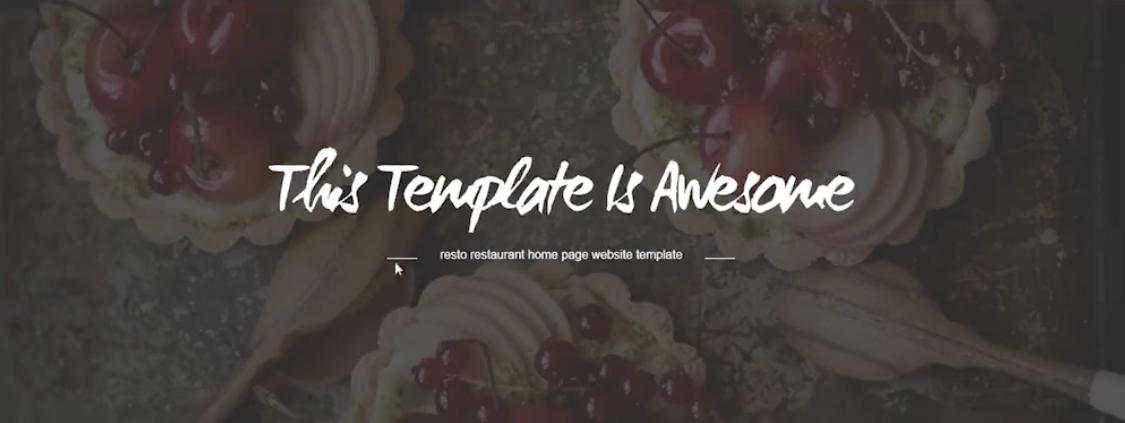 This Template Is Awesome
resto restaurant home page website template